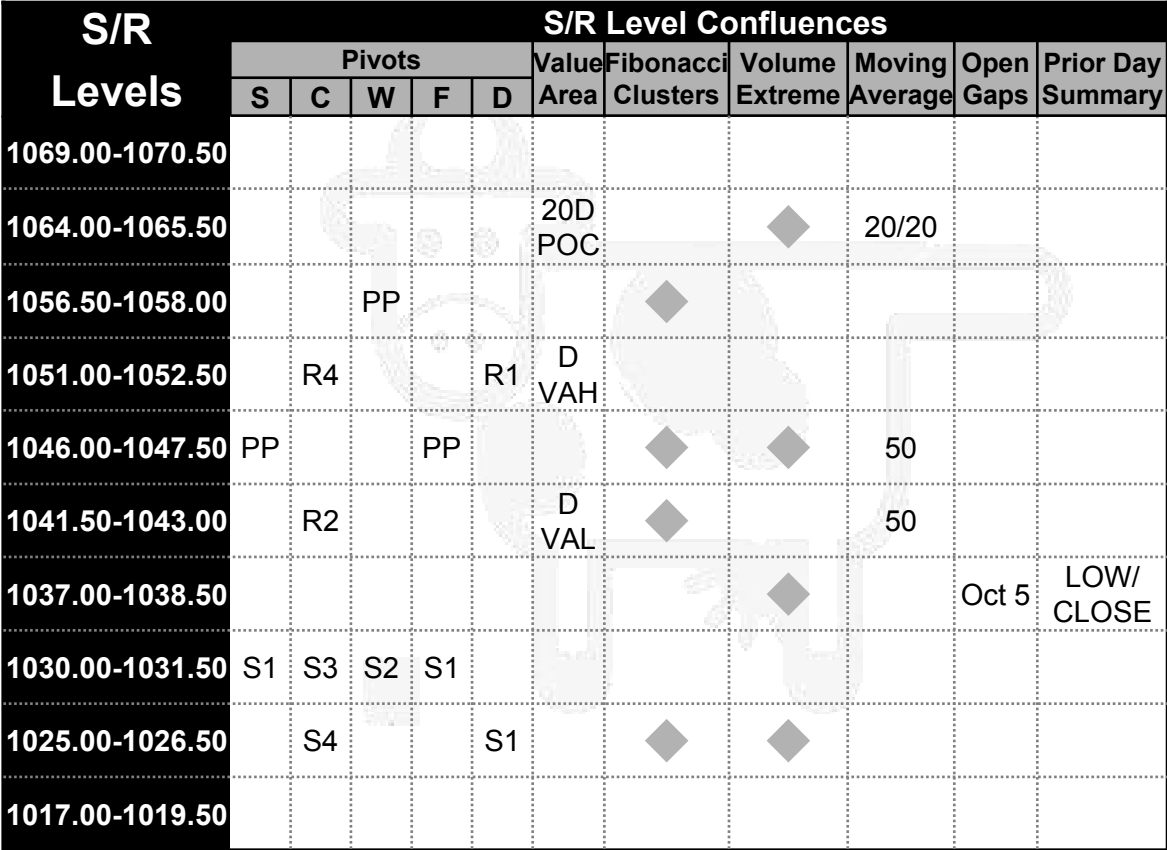 S/R Levels
S/R Level Confluences
Pivots
Value Area
Fibonacci Clusters
Volume Extreme
Moving Average
Open Gaps
Prior Day Summary
S C W F D
1069.00-1070.50
1064.00-1065.50 20D POC 20/20
1056.50-1058.00 PP
1051.00-1052.50 R4 R1 D VAH
1046.00-1047.50 PP PP 50
1041.50-1043.00 R2 D VAL 50
1037.00-1038.50 Oct 5 LOW/ CLOSE
1030.00-1031.50 S1 S3 S2 S1
1025.00-1026.50 S4 S1
1017.00-1019.50